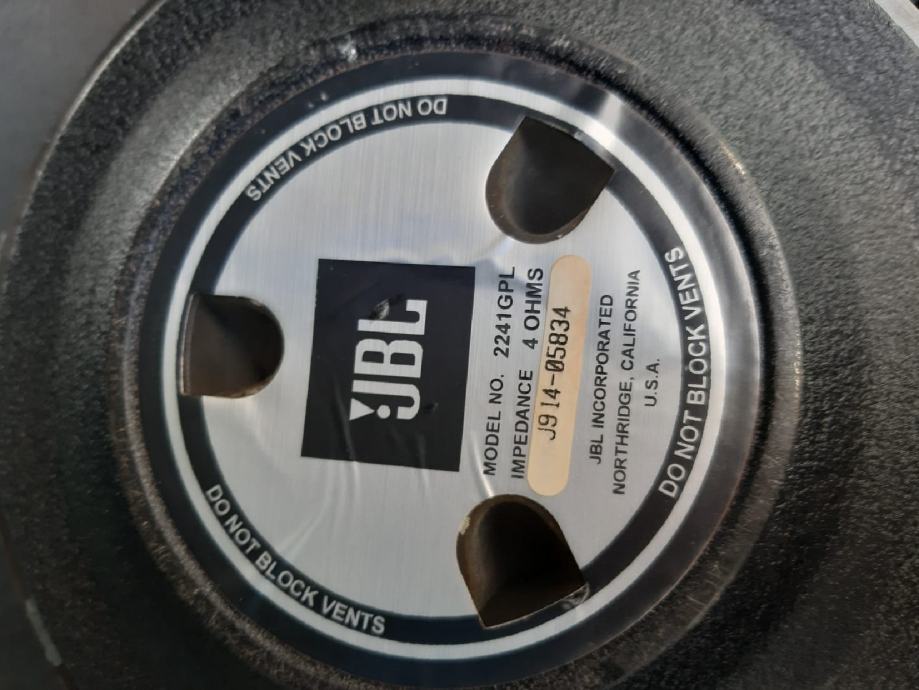 DO NOT BLOCK VENTS
JBL
MODEL NO. 2241GPL
IMPEDANCE 4 OHMS
J914-05834
JBL INCORPORATED
NORTHRIDGE, CALIFORNIA
U.S.A.
DO NOT BLOCK VENTS
DO NOT BLOCK VENTS